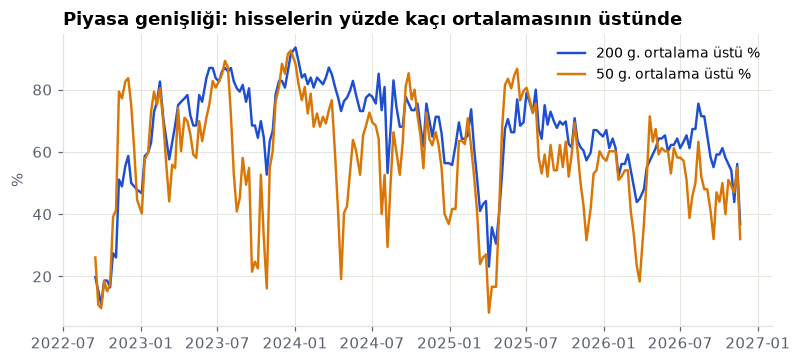 Piyasa genişliği: hisselerin yüzde kaçı ortalamasının üstünde
200 g. ortalama üstü %
50 g. ortalama üstü %
%
80
60
40
20
2022-07 2023-01 2023-07 2024-01 2024-07 2025-01 2025-07 2026-01 2026-07 2027-01